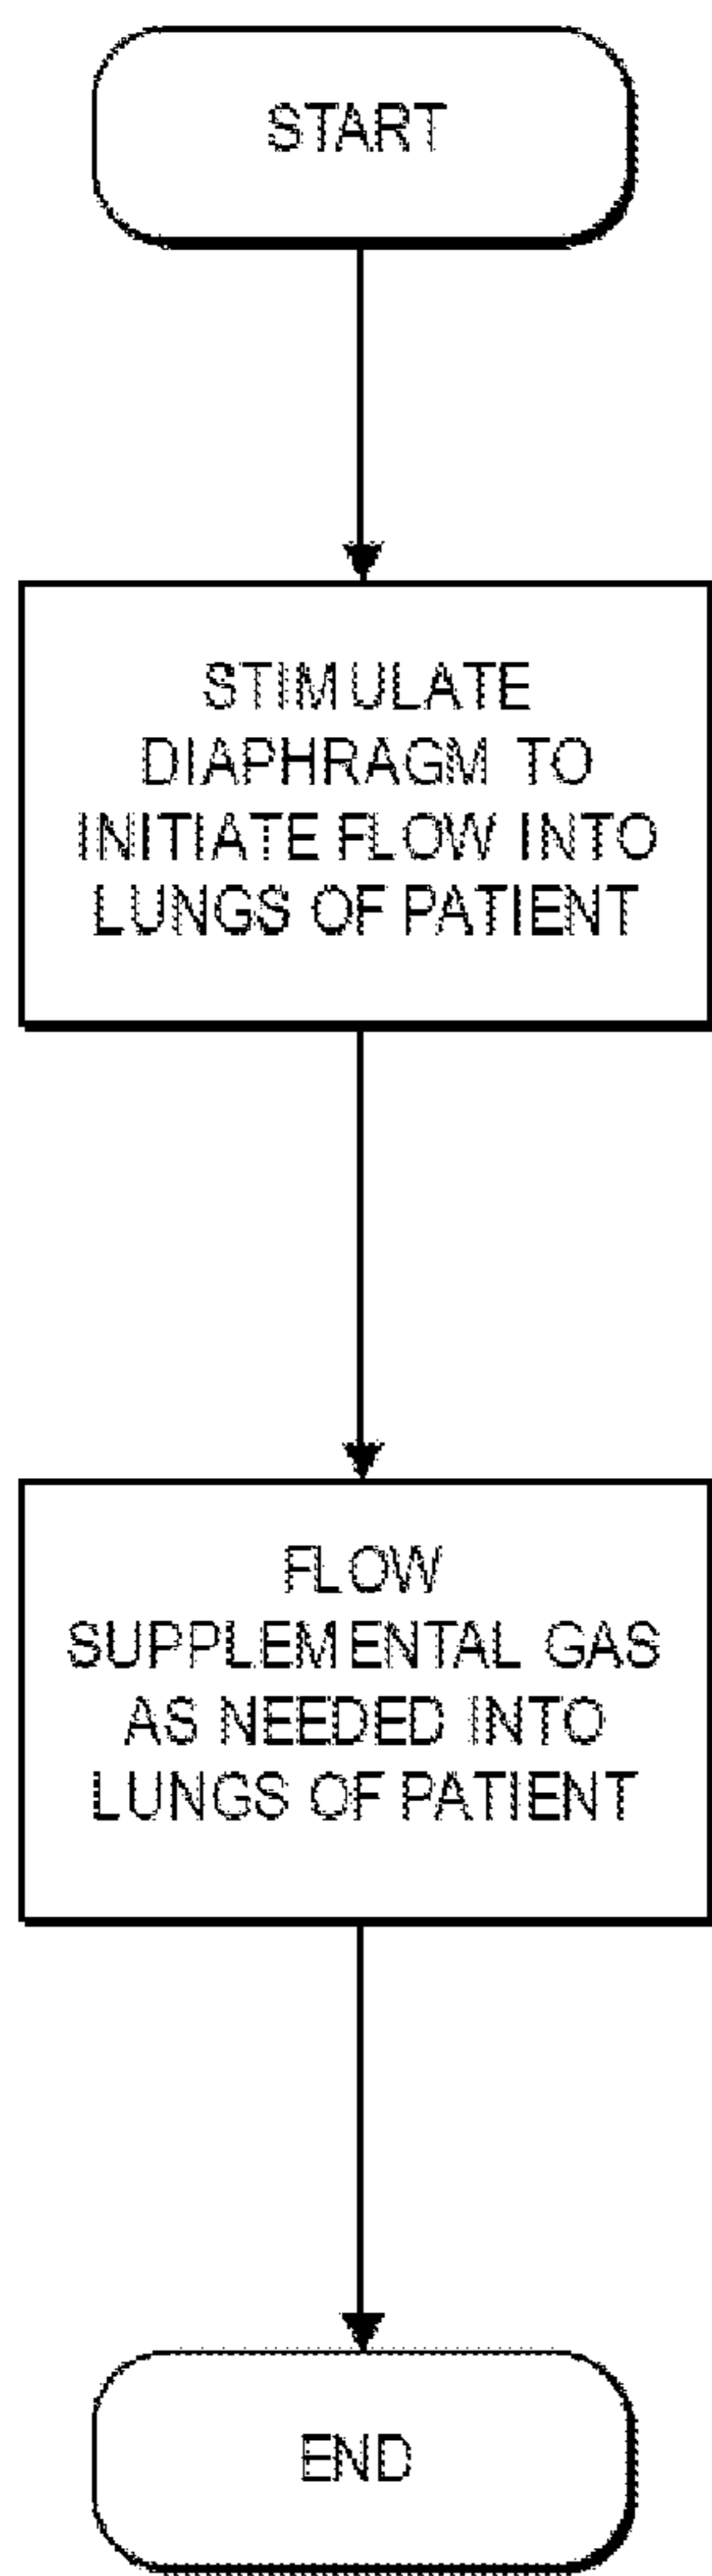 START
STIMULATE
DIAPHRAGM TO
INITIATE FLOW INTO
LUNGS OF PATIENT
FLOW
SUPPLEMENTAL GAS
AS NEEDED INTO
LUNGS OF PATIENT
END